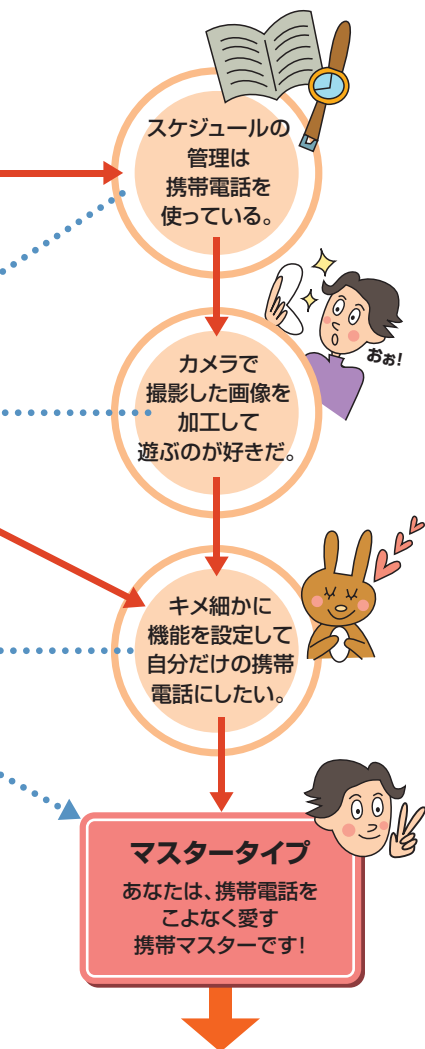 スケジュールの
管理は
携帯電話を
使っている。
おぉ!
カメラで
撮影した画像を
加工して
遊ぶのが好きだ。
キメ細かに
機能を設定して
自分だけの携帯
電話にしたい。
マスタータイプ
あなたは、携帯電話を
こよなく愛す
携帯マスターです!